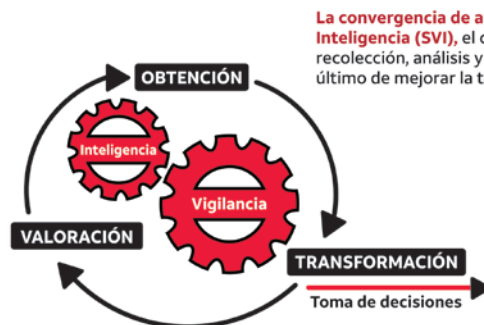 La convergencia de a
Inteligencia (SVI), el
recolección, análisis y
último de mejorar la
OBTENCIÓN
Inteligencia
Vigilancia
VALORACIÓN
TRANSFORMACIÓN
Toma de decisiones